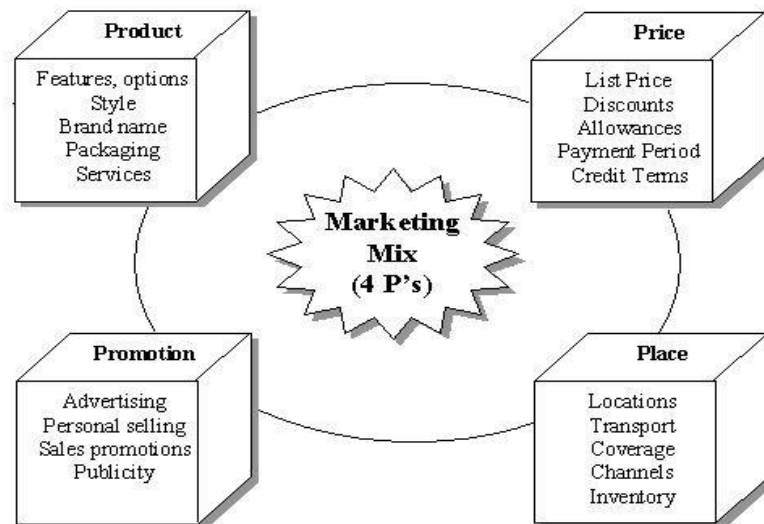 Product
Features, options
Style
Brand name
Packaging
Services
Price
List Price
Discounts
Allowances
Payment Period
Credit Terms
Marketing
Mix
(4 P's)
Promotion
Advertising
Personal selling
Sales promotions
Publicity
Place
Locations
Transport
Coverage
Channels
Inventory